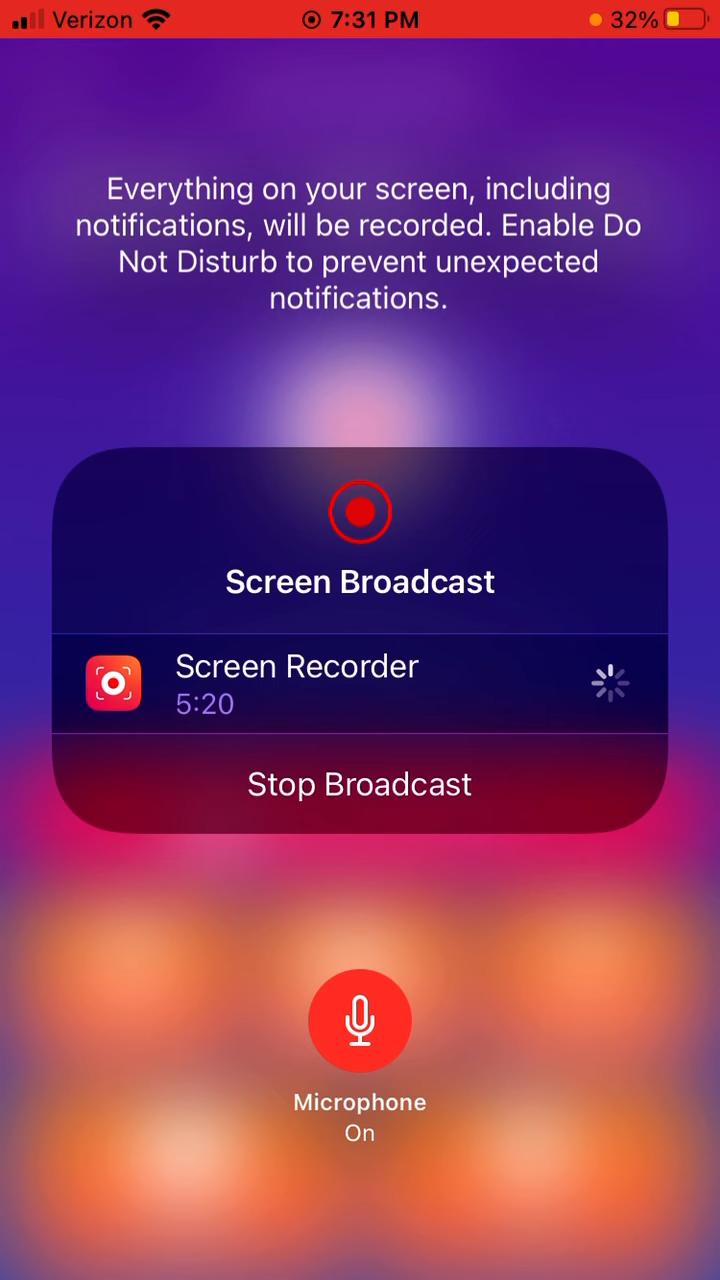 Verizon 7:31 PM 32%
Everything on your screen, including
notifications, will be recorded. Enable Do
Not Disturb to prevent unexpected
notifications.
Screen Broadcast
Screen Recorder
5:20
Stop Broadcast
Microphone
On